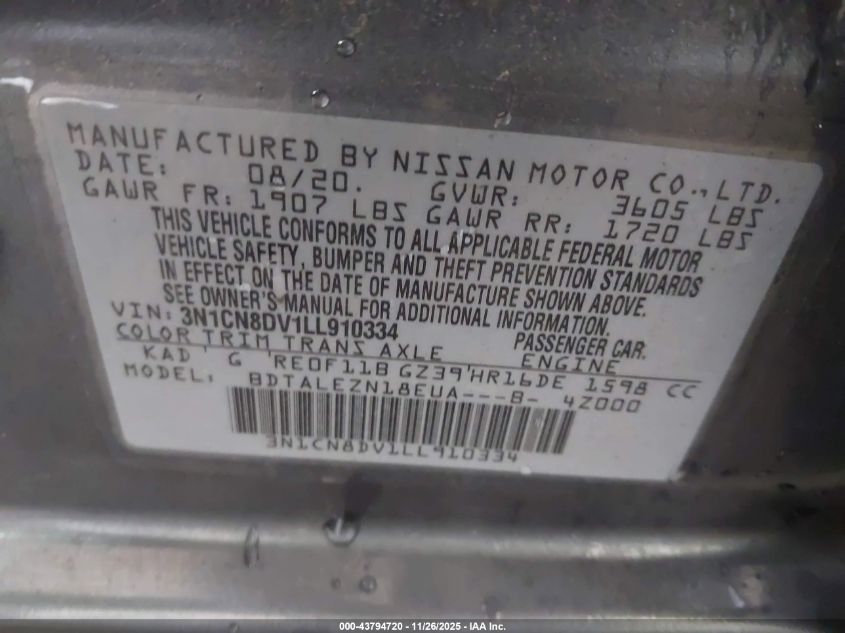 MANUFACTURED BY NISSAN MOTOR CO.,LTD.
DATE: 08/20. GVWR: 3605 LBS
GAWR FR: 1907 LBS GAWR RR: 1720 LBS
THIS VEHICLE CONFORMS TO ALL APPLICABLE FEDERAL MOTOR
VEHICLE SAFETY, BUMPER AND THEFT PREVENTION STANDARDS
IN EFFECT ON THE DATE OF MANUFACTURE SHOWN ABOVE.
SEE OWNER'S MANUAL FOR ADDITIONAL INFORMATION.
VIN: 3N1CN8DV1LL910334 PASSENGER CAR.
COLOR TRIM TRANS AXLE ENGINE
KAD ' G 'RE0F11B GZ39'HR16DE 1598 CC
MODEL: BDTALEZN18EUA---B- 4Z000
3N1CN8DV1LL910334
000-43794720 - 11/26/2025 - IAA Inc.